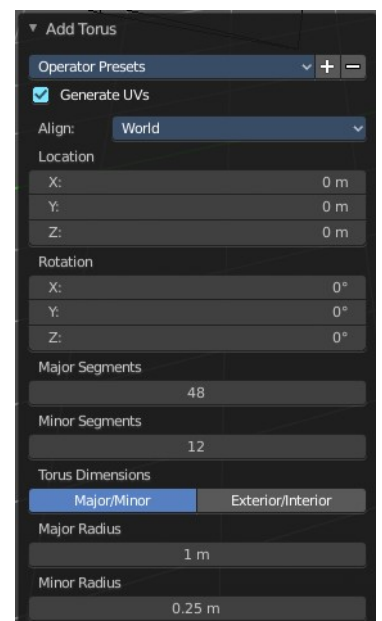 Add Torus
Operator Presets
Generate UVs
Align: World
Location
X: 0 m
Y: 0 m
Z: 0 m
Rotation
X: 0°
Y: 0°
Z: 0°
Major Segments
48
Minor Segments
12
Torus Dimensions
Major/Minor Exterior/Interior
Major Radius
1 m
Minor Radius
0.25 m